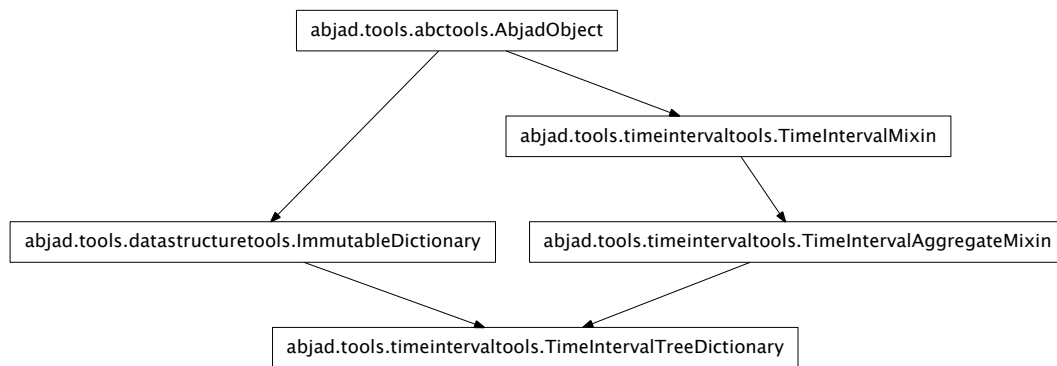 abjad.tools.abctools.AbjadObject
abjad.tools.timeintervaltools.TimeIntervalMixin
abjad.tools.datastructuretools.ImmutableDictionary
abjad.tools.timeintervaltools.TimeIntervalAggregateMixin
abjad.tools.timeintervaltools.TimeIntervalTreeDictionary